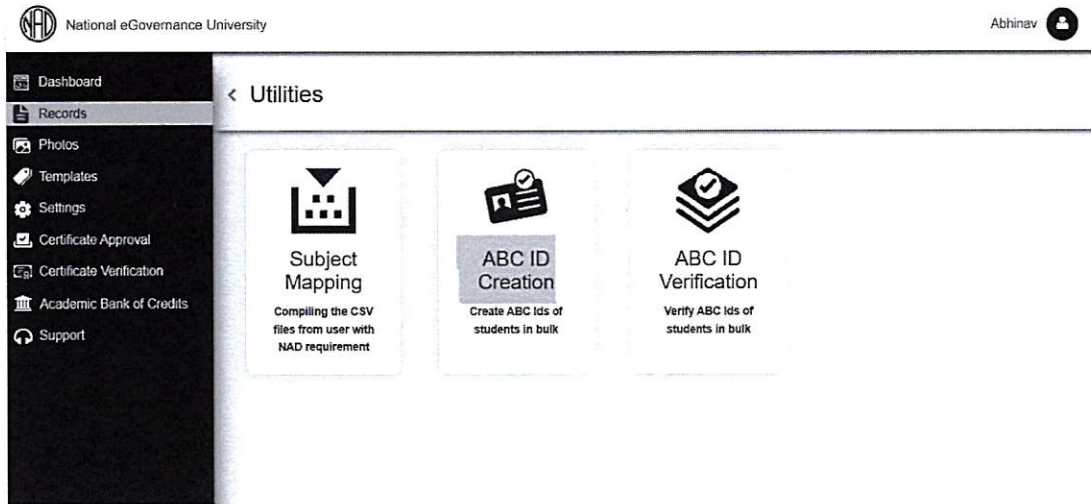 NAD
National eGovernance University
Abhinav
Dashboard
Records
Photos
Templates
Settings
Certificate Approval
Certificate Verification
Academic Bank of Credits
Support
< Utilities
Subject
Mapping
Compiling the CSV
files from user with
NAD requirement
ABC ID
Creation
Create ABC Ids of
students in bulk
ABC ID
Verification
Verify ABC Ids of
students in bulk